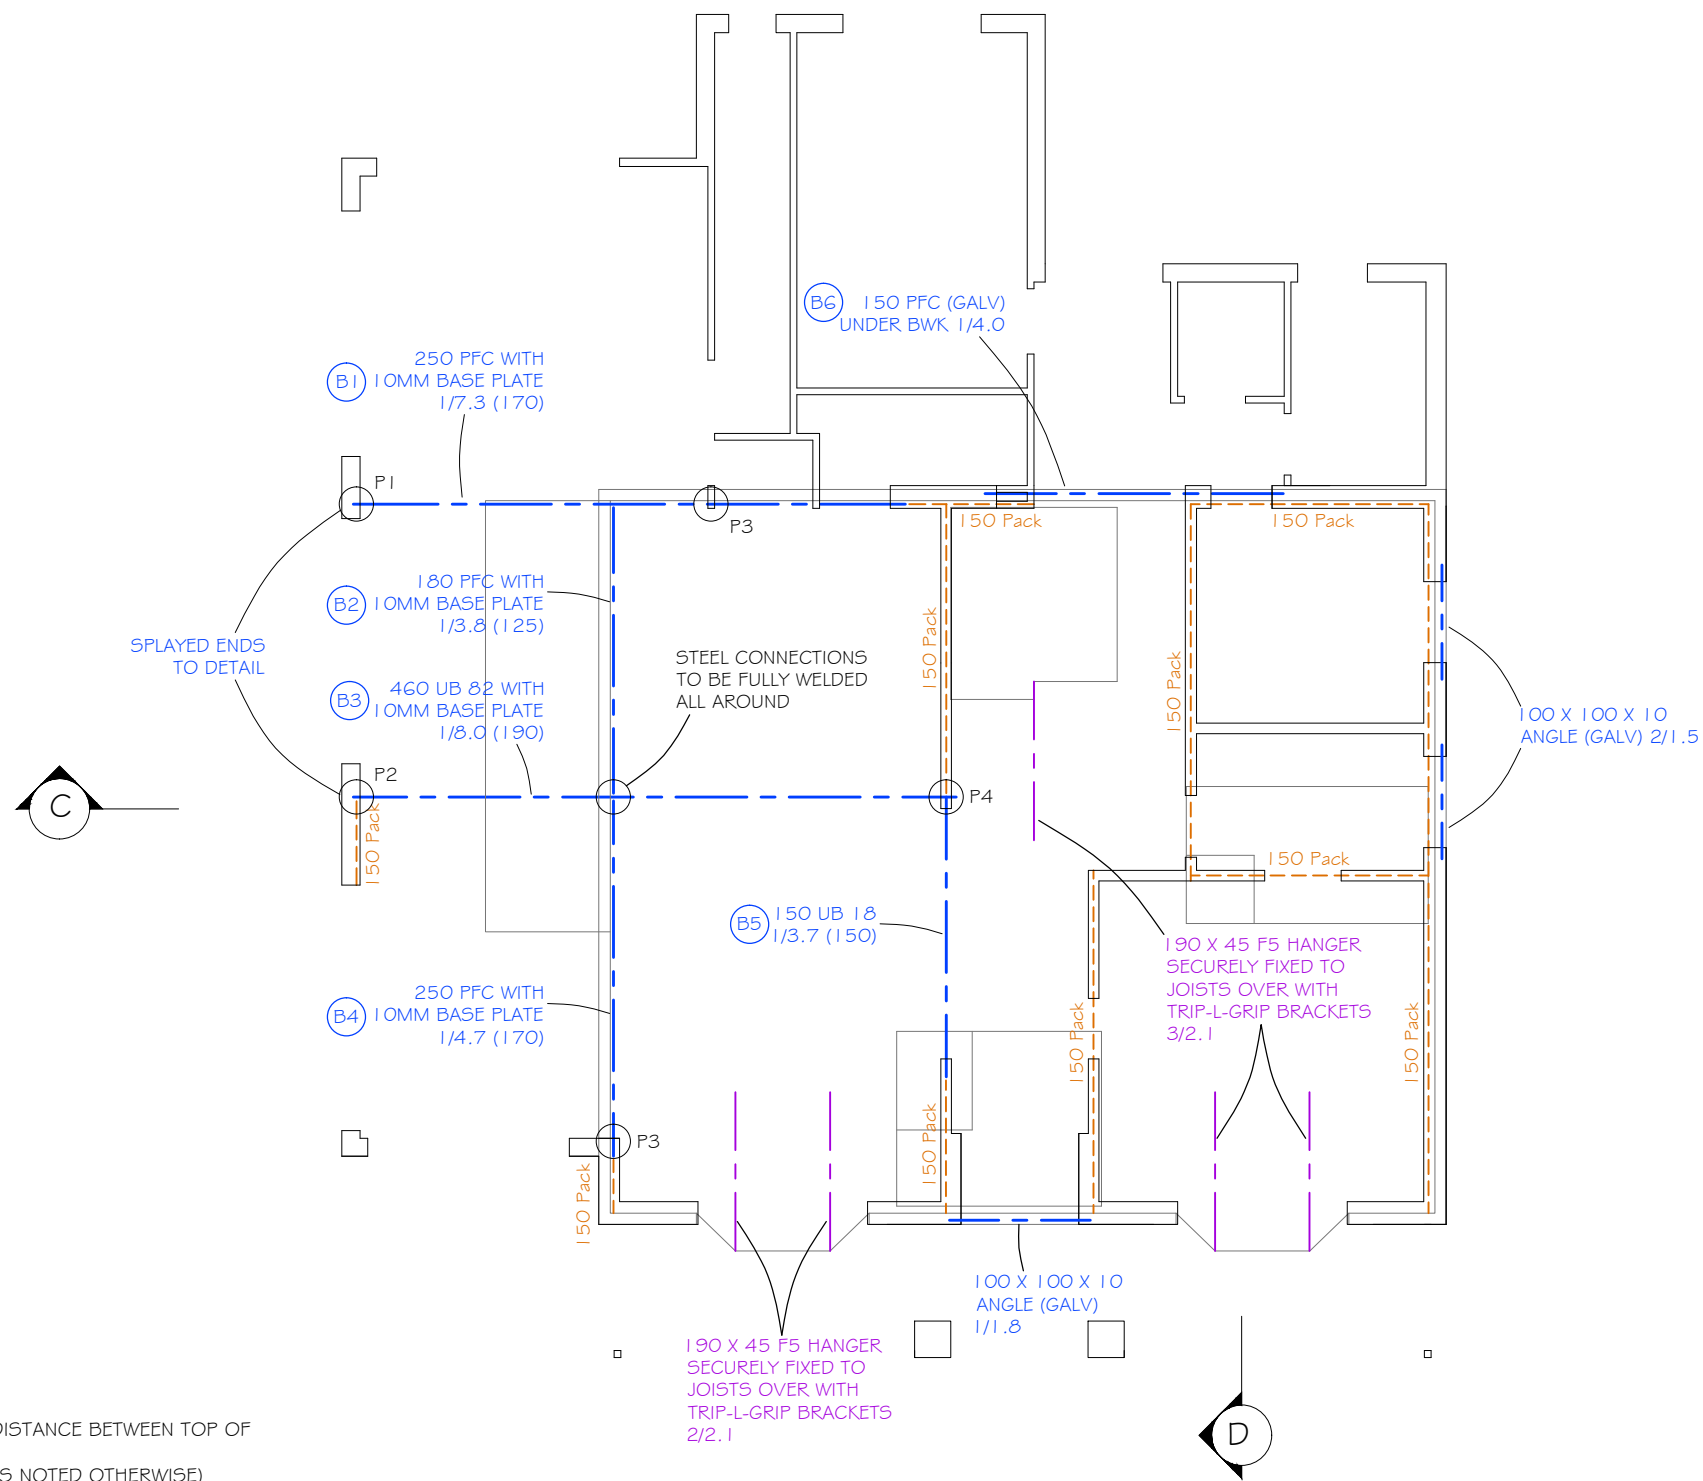 B6
150 PFC (GALV)
UNDER BWK 1/4.0
B1
250 PFC WITH
10MM BASE PLATE
1/7.3 (170)
P1
P3
150 Pack
150 Pack
B2
180 PFC WITH
10MM BASE PLATE
1/3.8 (125)
SPLAYED ENDS
TO DETAIL
150 Pack
150 Pack
STEEL CONNECTIONS
TO BE FULLY WELDED
ALL AROUND
B3
460 UB 82 WITH
10MM BASE PLATE
1/8.0 (190)
100 X 100 X 10
ANGLE (GALV) 2/1.5
P2
P4
C
150 Pack
150 Pack
B5
150 UB 18
1/3.7 (150)
190 X 45 F5 HANGER
SECURELY FIXED TO
JOISTS OVER WITH
TRIP-L-GRIP BRACKETS
3/2.1
B4
250 PFC WITH
10MM BASE PLATE
1/4.7 (170)
150 Pack
150 Pack
P3
150 Pack
150 Pack
100 X 100 X 10
ANGLE (GALV)
1/1.8
190 X 45 F5 HANGER
SECURELY FIXED TO
JOISTS OVER WITH
TRIP-L-GRIP BRACKETS
2/2.1
D
DISTANCE BETWEEN TOP OF
S NOTED OTHERWISE)